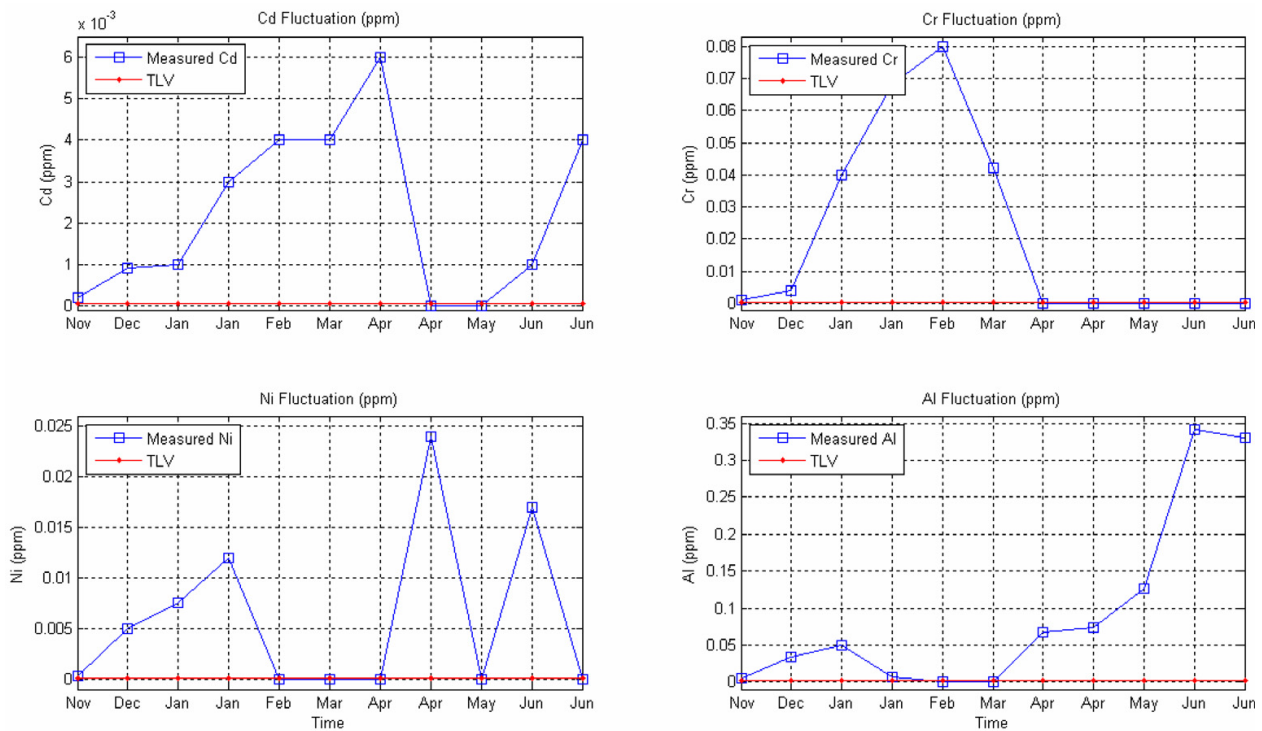 Cd Fluctuation (ppm)
× 10⁻³
Measured Cd
TLV
6
5
4
3
2
1
0
Cd (ppm)
Nov Dec Jan Jan Feb Mar Apr Apr May Jun Jun
Cr Fluctuation (ppm)
Measured Cr
TLV
0.08
0.07
0.06
0.05
0.04
0.03
0.02
0.01
0
Cr (ppm)
Nov Dec Jan Jan Feb Mar Apr Apr May Jun Jun
Ni Fluctuation (ppm)
Measured Ni
TLV
0.025
0.02
0.015
0.01
0.005
0
Ni (ppm)
Nov Dec Jan Jan Feb Mar Apr Apr May Jun Jun
Time
Al Fluctuation (ppm)
Measured Al
TLV
0.35
0.3
0.25
0.2
0.15
0.1
0.05
0
Al (ppm)
Nov Dec Jan Jan Feb Mar Apr Apr May Jun Jun
Time